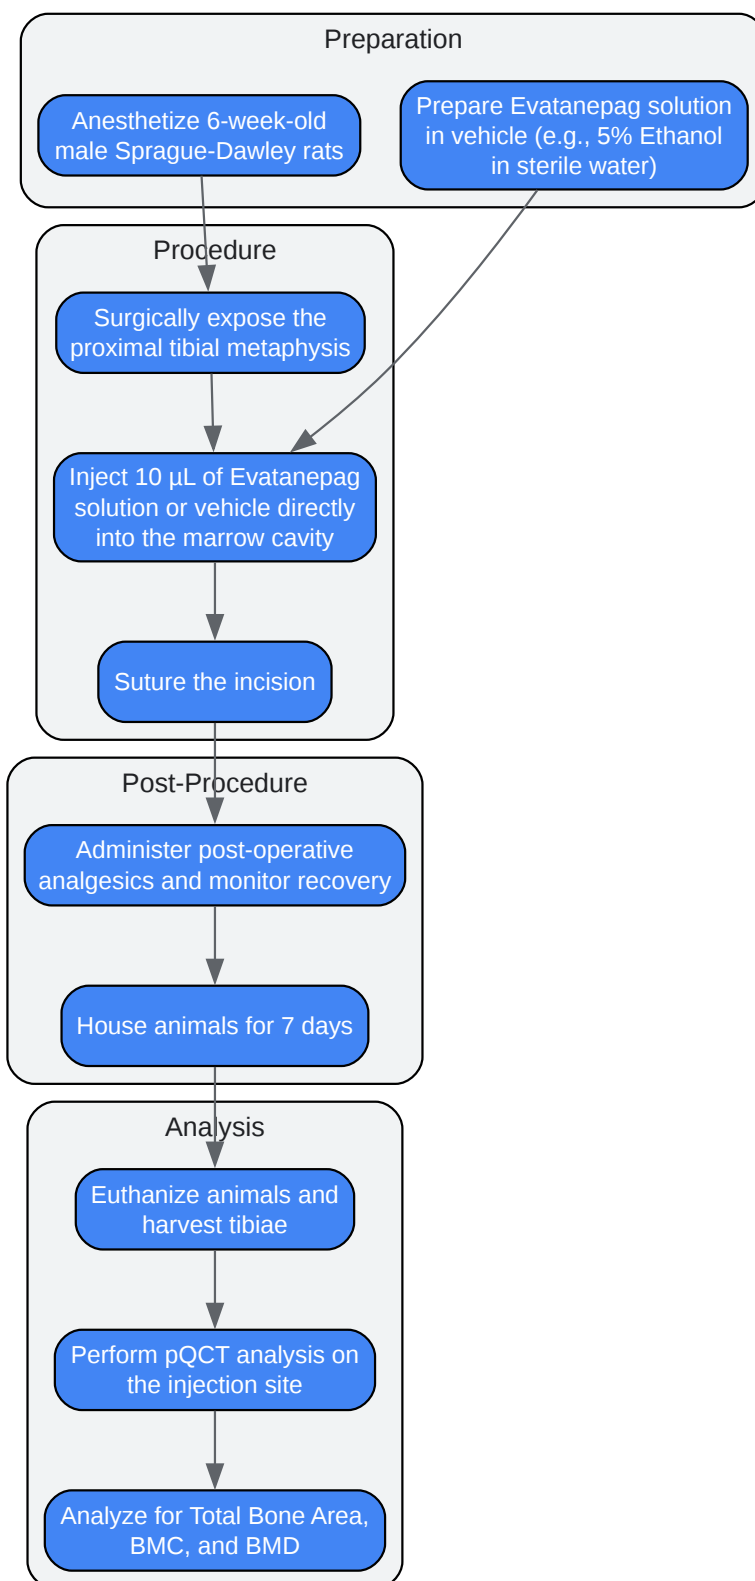 Preparation
Anesthetize 6-week-old
male Sprague-Dawley rats
Prepare Evatanepag solution
in vehicle (e.g., 5% Ethanol
in sterile water)
Procedure
Surgically expose the
proximal tibial metaphysis
Inject 10 µL of Evatanepag
solution or vehicle directly
into the marrow cavity
Suture the incision
Post-Procedure
Administer post-operative
analgesics and monitor recovery
House animals for 7 days
Analysis
Euthanize animals and
harvest tibiae
Perform pQCT analysis on
the injection site
Analyze for Total Bone Area,
BMC, and BMD